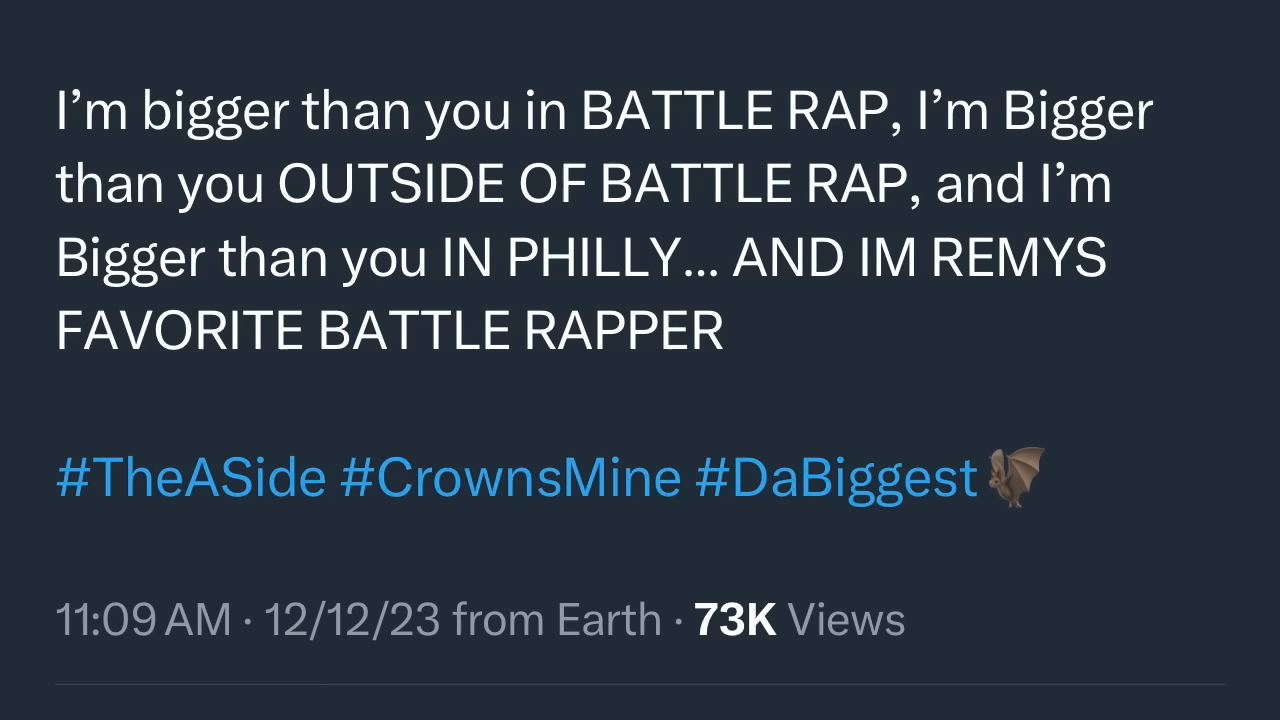 I’m bigger than you in BATTLE RAP, I’m Bigger
than you OUTSIDE OF BATTLE RAP, and I’m
Bigger than you IN PHILLY... AND IM REMYS
FAVORITE BATTLE RAPPER
#TheASide #CrownsMine #DaBiggest🦇
11:09 AM · 12/12/23 from Earth · 73K Views